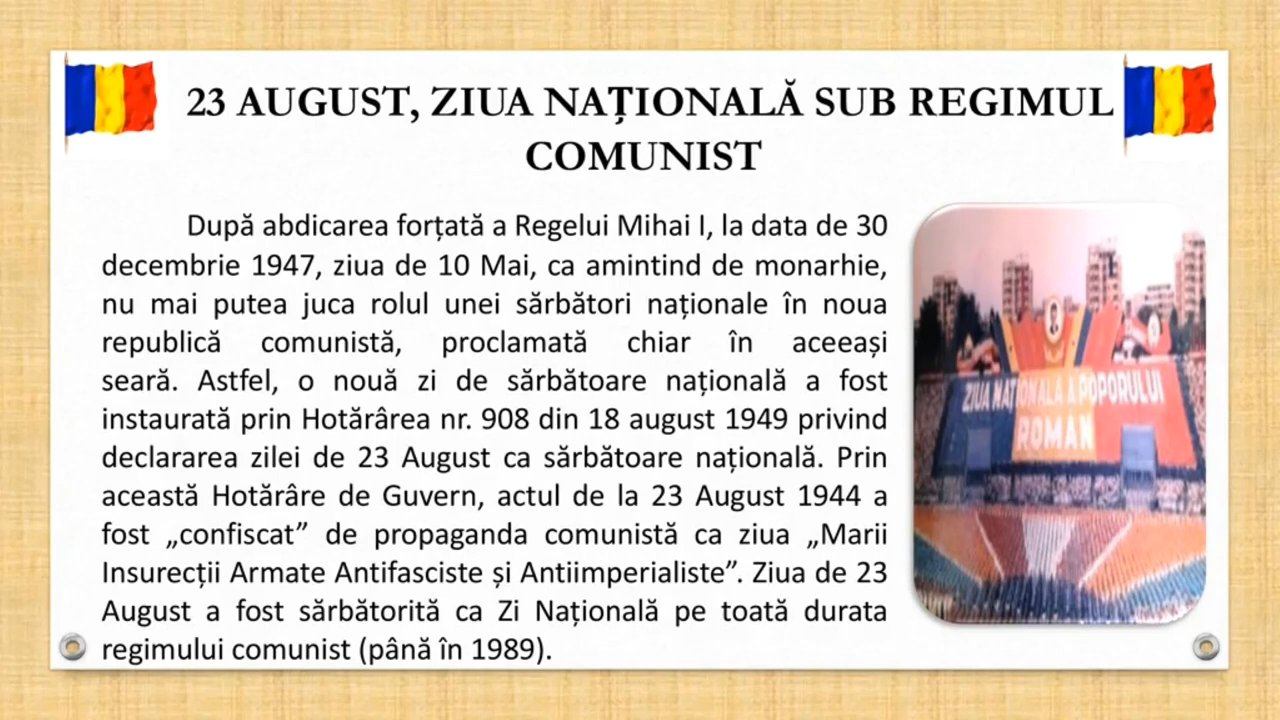 23 AUGUST, ZIUA NAȚIONALĂ SUB REGIMUL
COMUNIST
După abdicarea forțată a Regelui Mihai I, la data de 30
decembrie 1947, ziua de 10 Mai, ca amintind de monarhie,
nu mai putea juca rolul unei sărbători naționale în noua
republică comunistă, proclamată chiar în aceeași
seară. Astfel, o nouă zi de sărbătoare națională a fost
instaurată prin Hotărârea nr. 908 din 18 august 1949 privind
declararea zilei de 23 August ca sărbătoare națională. Prin
această Hotărâre de Guvern, actul de la 23 August 1944 a
fost „confiscat” de propaganda comunistă ca ziua „Marii
Insurecții Armate Antifasciste și Antiimperialiste”. Ziua de 23
August a fost sărbătorită ca Zi Națională pe toată durata
regimului comunist (până în 1989).
ZIUA NAȚIONALA A POPORULUI
ROMÂN